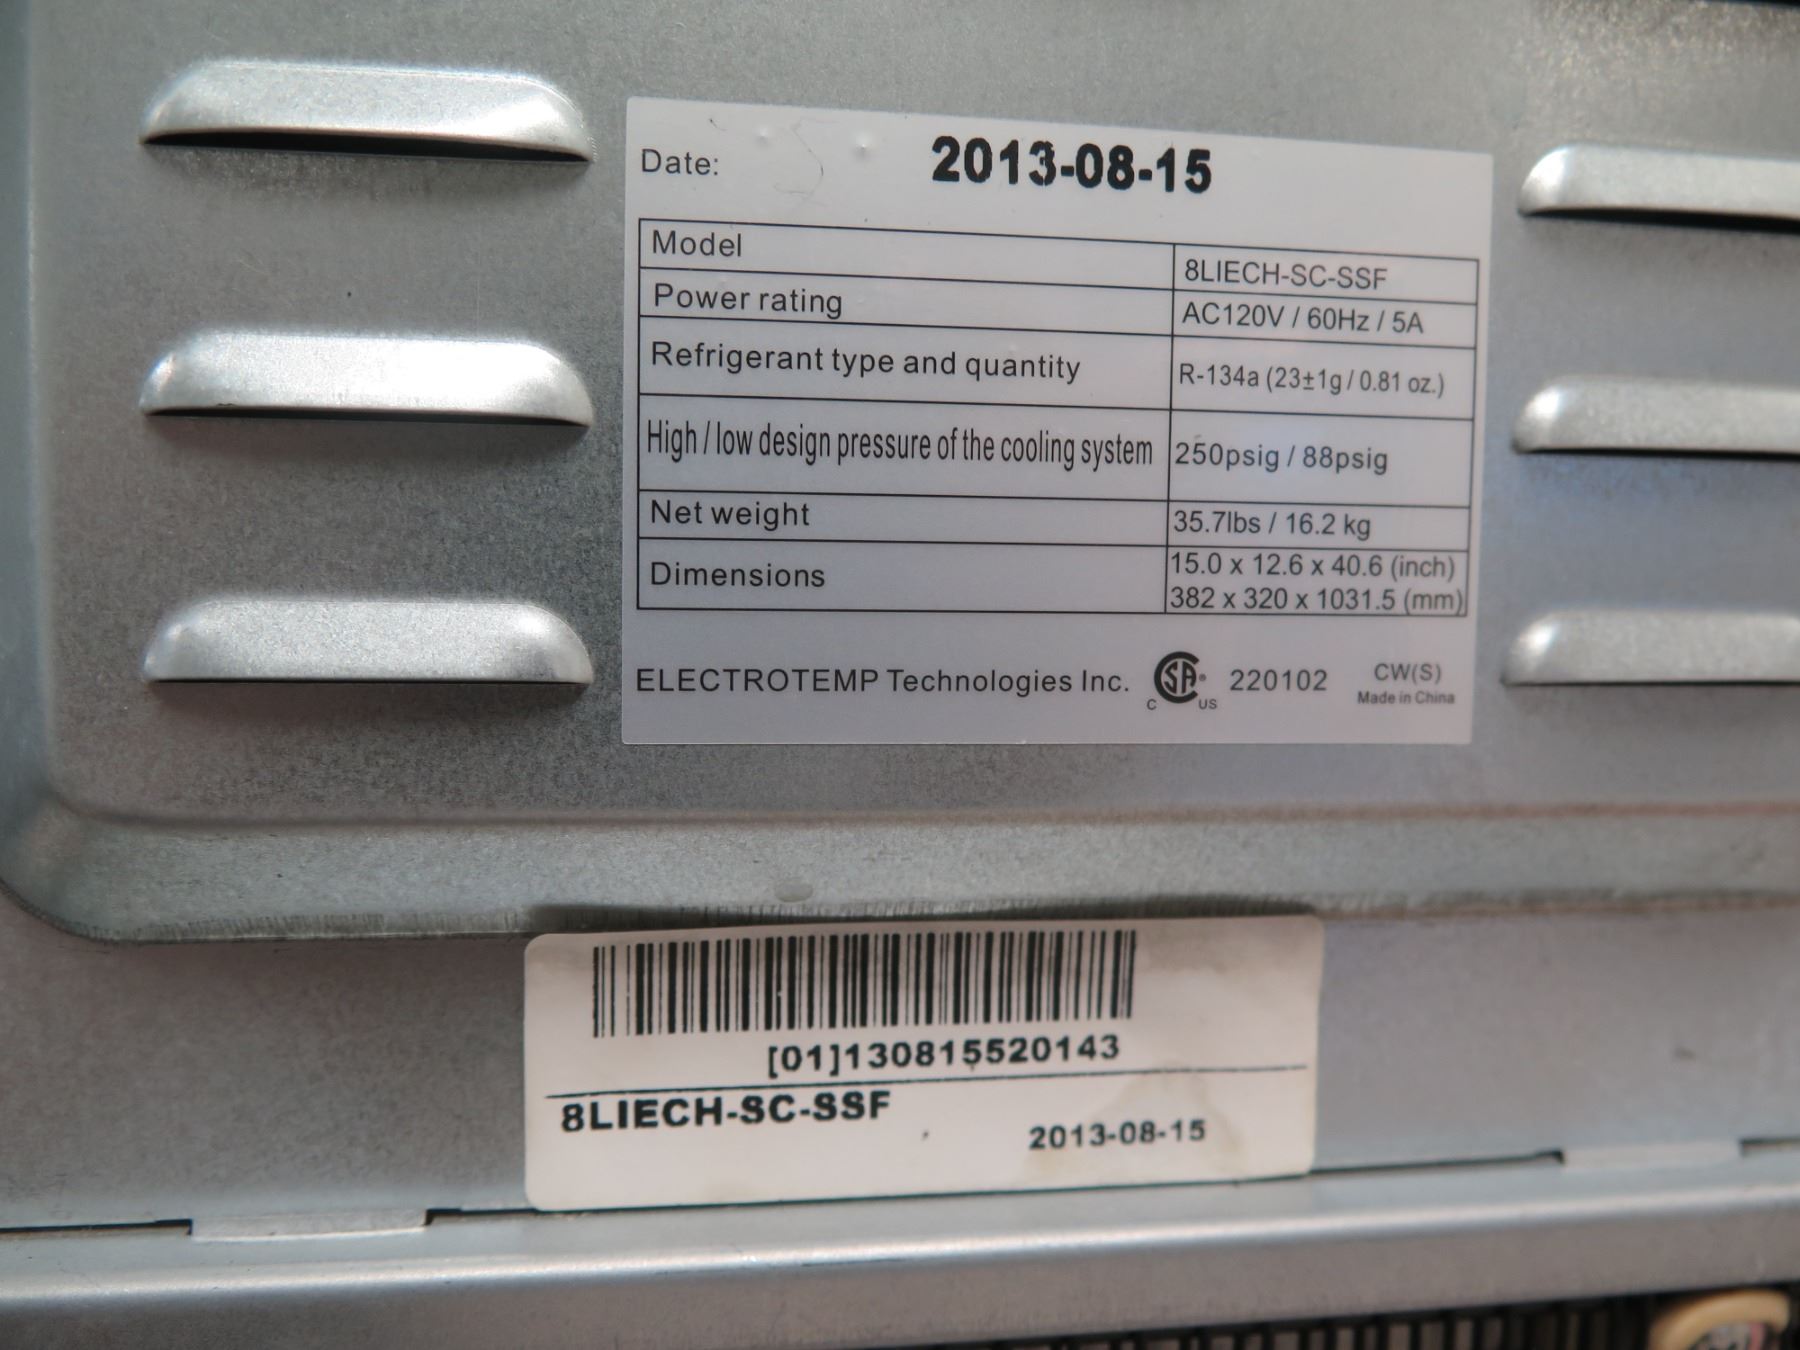 Date: 2013-08-15
Model 8LIECH-SC-SSF
Power rating AC120V / 60Hz / 5A
Refrigerant type and quantity R-134a (23±1g / 0.81 oz.)
High / low design pressure of the cooling system 250psig / 88psig
Net weight 35.7lbs / 16.2 kg
Dimensions 15.0 x 12.6 x 40.6 (inch)
382 x 320 x 1031.5 (mm)
ELECTROTEMP Technologies Inc. C SA® US 220102 CW(S)
Made in China
[01]130815520143
8LIECH-SC-SSF
2013-08-15